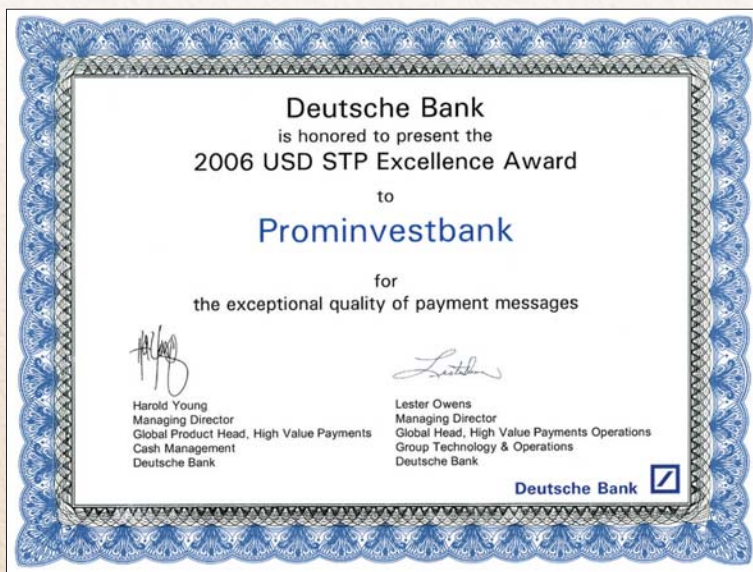 Deutsche Bank
is honored to present the
2006 USD STP Excellence Award
to
Prominvestbank
for
the exceptional quality of payment messages
Harold Young
Managing Director
Global Product Head, High Value Payments
Cash Management
Deutsche Bank
Lester Owens
Managing Director
Global Head, High Value Payments Operations
Group Technology & Operations
Deutsche Bank
Deutsche Bank